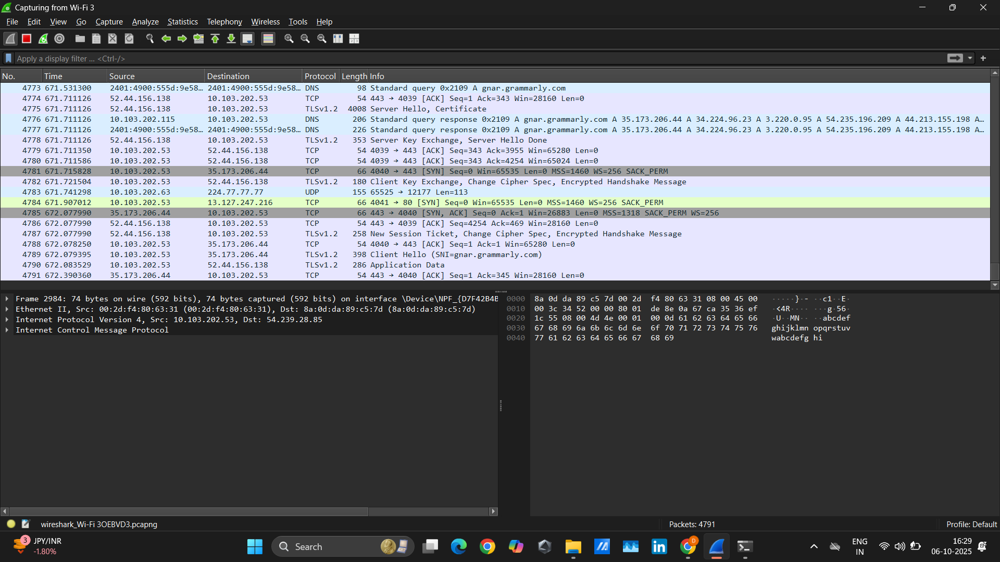 Capturing from Wi-Fi 3
File Edit View Go Capture Analyze Statistics Telephony Wireless Tools Help
Apply a display filter ... <Ctrl-/>
No. Time Source Destination Protocol Length Info
4773 671.531300 2401:4900:555d:9e58... 2401:4900:555d:9e58... DNS 98 Standard query 0x2109 A gnar.grammarly.com
4774 671.711126 52.44.156.138 10.103.202.53 TCP 54 443 → 4039 [ACK] Seq=1 Ack=343 Win=28160 Len=0
4775 671.711126 52.44.156.138 10.103.202.53 TLSv1.2 4008 Server Hello, Certificate
4776 671.711126 10.103.202.115 10.103.202.53 DNS 206 Standard query response 0x2109 A gnar.grammarly.com A 35.173.206.44 A 34.224.96.23 A 3.220.0.95 A 54.235.196.209 A 44.213.155.198 A...
4777 671.711126 2401:4900:555d:9e58... 2401:4900:555d:9e58... DNS 226 Standard query response 0x2109 A gnar.grammarly.com A 35.173.206.44 A 34.224.96.23 A 3.220.0.95 A 54.235.196.209 A 44.213.155.198 A...
4778 671.711126 52.44.156.138 10.103.202.53 TLSv1.2 353 Server Key Exchange, Server Hello Done
4779 671.711350 10.103.202.53 52.44.156.138 TCP 54 4039 → 443 [ACK] Seq=343 Ack=3955 Win=65280 Len=0
4780 671.711586 10.103.202.53 52.44.156.138 TCP 54 4039 → 443 [ACK] Seq=343 Ack=4254 Win=65024 Len=0
4781 671.715828 10.103.202.53 35.173.206.44 TCP 66 4040 → 443 [SYN] Seq=0 Win=65535 Len=0 MSS=1460 WS=256 SACK_PERM
4782 671.721504 10.103.202.53 52.44.156.138 TLSv1.2 180 Client Key Exchange, Change Cipher Spec, Encrypted Handshake Message
4783 671.741298 10.103.202.63 224.77.77.77 UDP 155 65525 → 12177 Len=113
4784 671.907012 10.103.202.53 13.127.247.216 TCP 66 4041 → 80 [SYN] Seq=0 Win=65535 Len=0 MSS=1460 WS=256 SACK_PERM
4785 672.077990 35.173.206.44 10.103.202.53 TCP 66 443 → 4040 [SYN, ACK] Seq=0 Ack=1 Win=26883 Len=0 MSS=1318 SACK_PERM WS=256
4786 672.077990 52.44.156.138 10.103.202.53 TCP 54 443 → 4039 [ACK] Seq=4254 Ack=469 Win=28160 Len=0
4787 672.077990 52.44.156.138 10.103.202.53 TLSv1.2 258 New Session Ticket, Change Cipher Spec, Encrypted Handshake Message
4788 672.078250 10.103.202.53 35.173.206.44 TCP 54 4040 → 443 [ACK] Seq=1 Ack=1 Win=65280 Len=0
4789 672.079395 10.103.202.53 35.173.206.44 TLSv1.2 398 Client Hello (SNI=gnar.grammarly.com)
4790 672.083529 10.103.202.53 52.44.156.138 TLSv1.2 286 Application Data
4791 672.390360 35.173.206.44 10.103.202.53 TCP 54 443 → 4040 [ACK] Seq=1 Ack=345 Win=28160 Len=0
Frame 2984: 74 bytes on wire (592 bits), 74 bytes captured (592 bits) on interface \Device\NPF_{D7F42B4B
Ethernet II, Src: 00:2d:f4:80:63:31 (00:2d:f4:80:63:31), Dst: 8a:0d:da:89:c5:7d (8a:0d:da:89:c5:7d)
Internet Protocol Version 4, Src: 10.103.202.53, Dst: 54.239.28.85
Internet Control Message Protocol
0000 8a 0d da 89 c5 7d 00 2d f4 80 63 31 08 00 45 00 ·····}·- ··c1··E·
0010 00 3c 34 52 00 00 80 01 de 8e 0a 67 ca 35 36 ef ·<4R···· ···g·56·
0020 1c 55 08 00 4d 4e 00 01 00 0d 61 62 63 64 65 66 ·U··MN·· ··abcdef
0030 67 68 69 6a 6b 6c 6d 6e 6f 70 71 72 73 74 75 76 ghijklmn opqrstuv
0040 77 61 62 63 64 65 66 67 68 69 wabcdefg hi
wireshark_Wi-Fi 3OEBVD3.pcapng Packets: 4791 Profile: Default
3 JPY/INR
-1.80%
Search
D
ENG
IN
16:29
06-10-2025